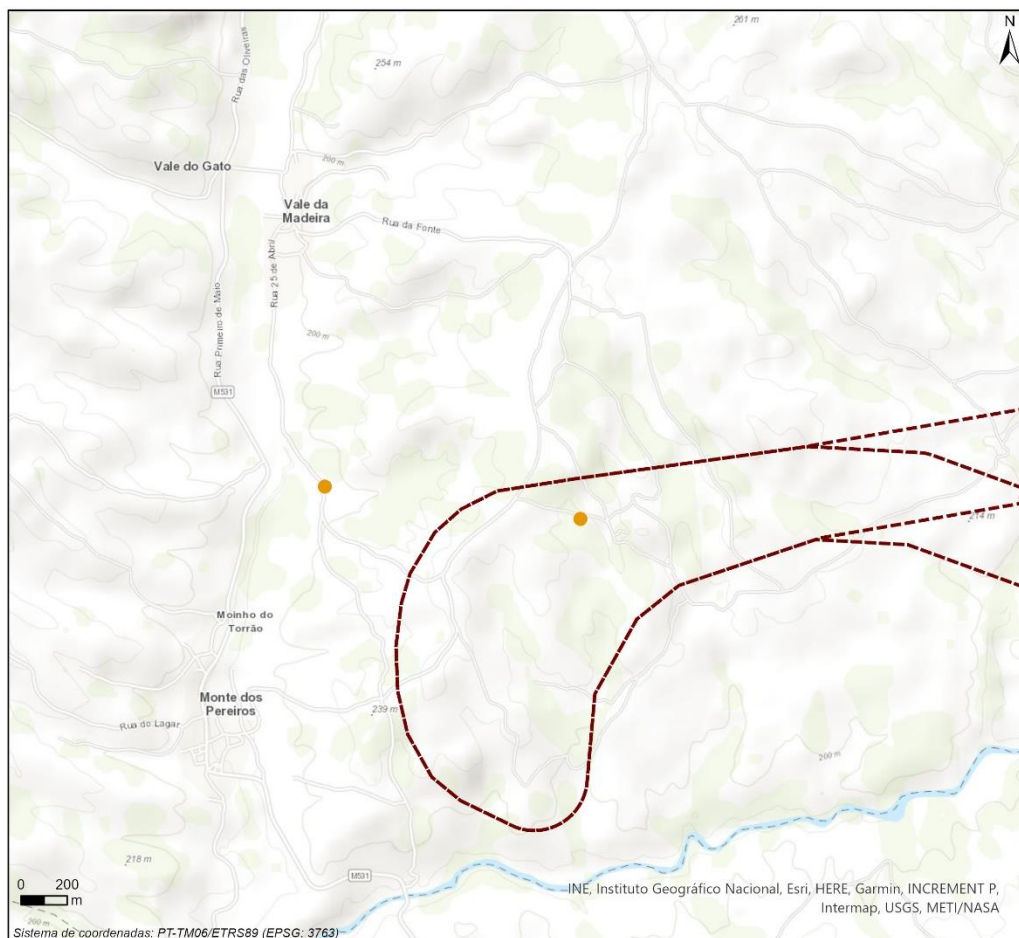 261 m
N
254 m
Rua das Oliveiras
200 m
Vale do Gato
Vale da
Madeira
Rua da Fonte
Rua 25 de Abril
Rua Primeiro de Maio
200 m
M531
214 m
Moinho do
Torrão
Monte dos
Pereiros
239 m
Rua do Lagar
200 m
218 m
M531
0 200
m
200 m
INE, Instituto Geográfico Nacional, Esri, HERE, Garmin, INCREMENT P,
Intermap, USGS, METI/NASA
Sistema de coordenadas: PT-TM06/ETRS89 (EPSG: 3763)